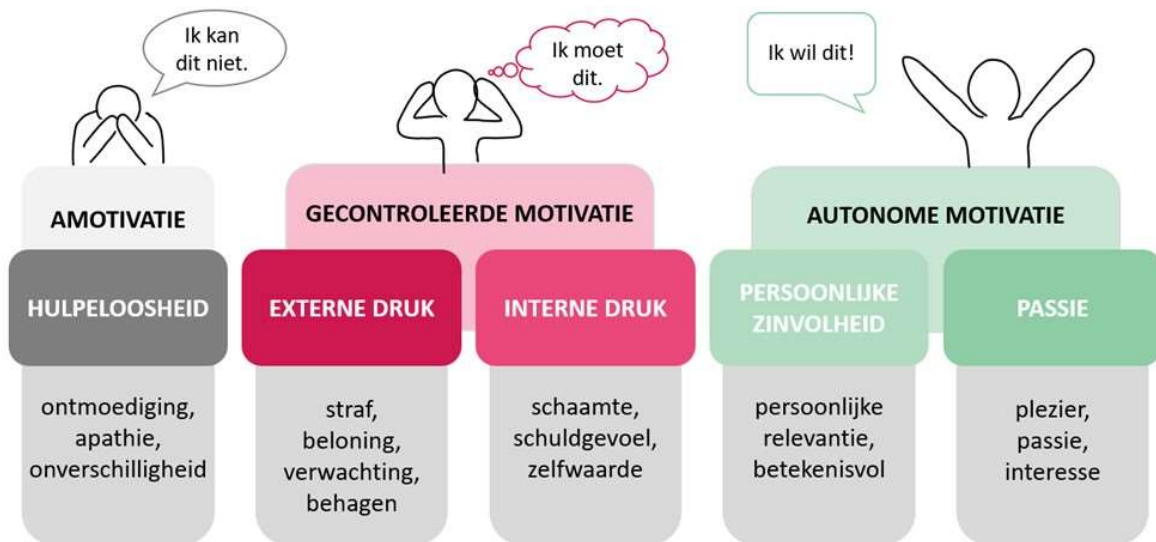 Ik kan
dit niet.
Ik moet
dit.
Ik wil dit!
AMOTIVATIE
GECONTROLEERDE MOTIVATIE
AUTONOME MOTIVATIE
HULPELOOSHEID
EXTERNE DRUK
INTERNE DRUK
PERSOONLIJKE
ZINVOLHEID
PASSIE
ontmoediging,
apathie,
onverschilligheid
straf,
beloning,
verwachting,
behagen
schaamte,
schuldgevoel,
zelfwaarde
persoonlijke
relevantie,
betekenisvol
plezier,
passie,
interesse